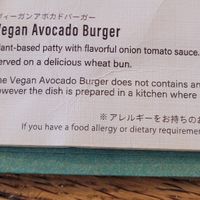 ヴィーガンアボカドバーガー
Vegan Avocado Burger
Plant-based patty with flavorful onion tomato sauce.
served on a delicious wheat bun.
The Vegan Avocado Burger does not contain an
however the dish is prepared in a kitchen where
※アレルギーをお持ちのお
If you have a food allergy or dietary requiremen